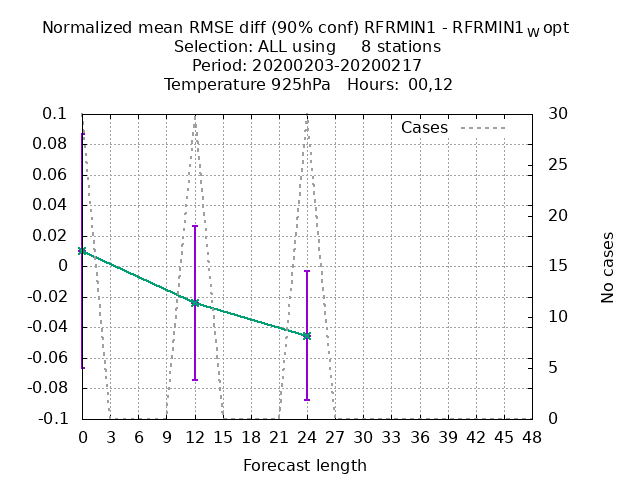 Normalized mean RMSE diff (90% conf) RFRMIN1 - RFRMIN1W opt
Selection: ALL using 8 stations
Period: 20200203-20200217
Temperature 925hPa Hours: 00,12
Cases
0.1
0.08
0.06
0.04
0.02
0
-0.02
-0.04
-0.06
-0.08
-0.1
30
25
20
15
10
5
0
No cases
0 3 6 9 12 15 18 21 24 27 30 33 36 39 42 45 48
Forecast length